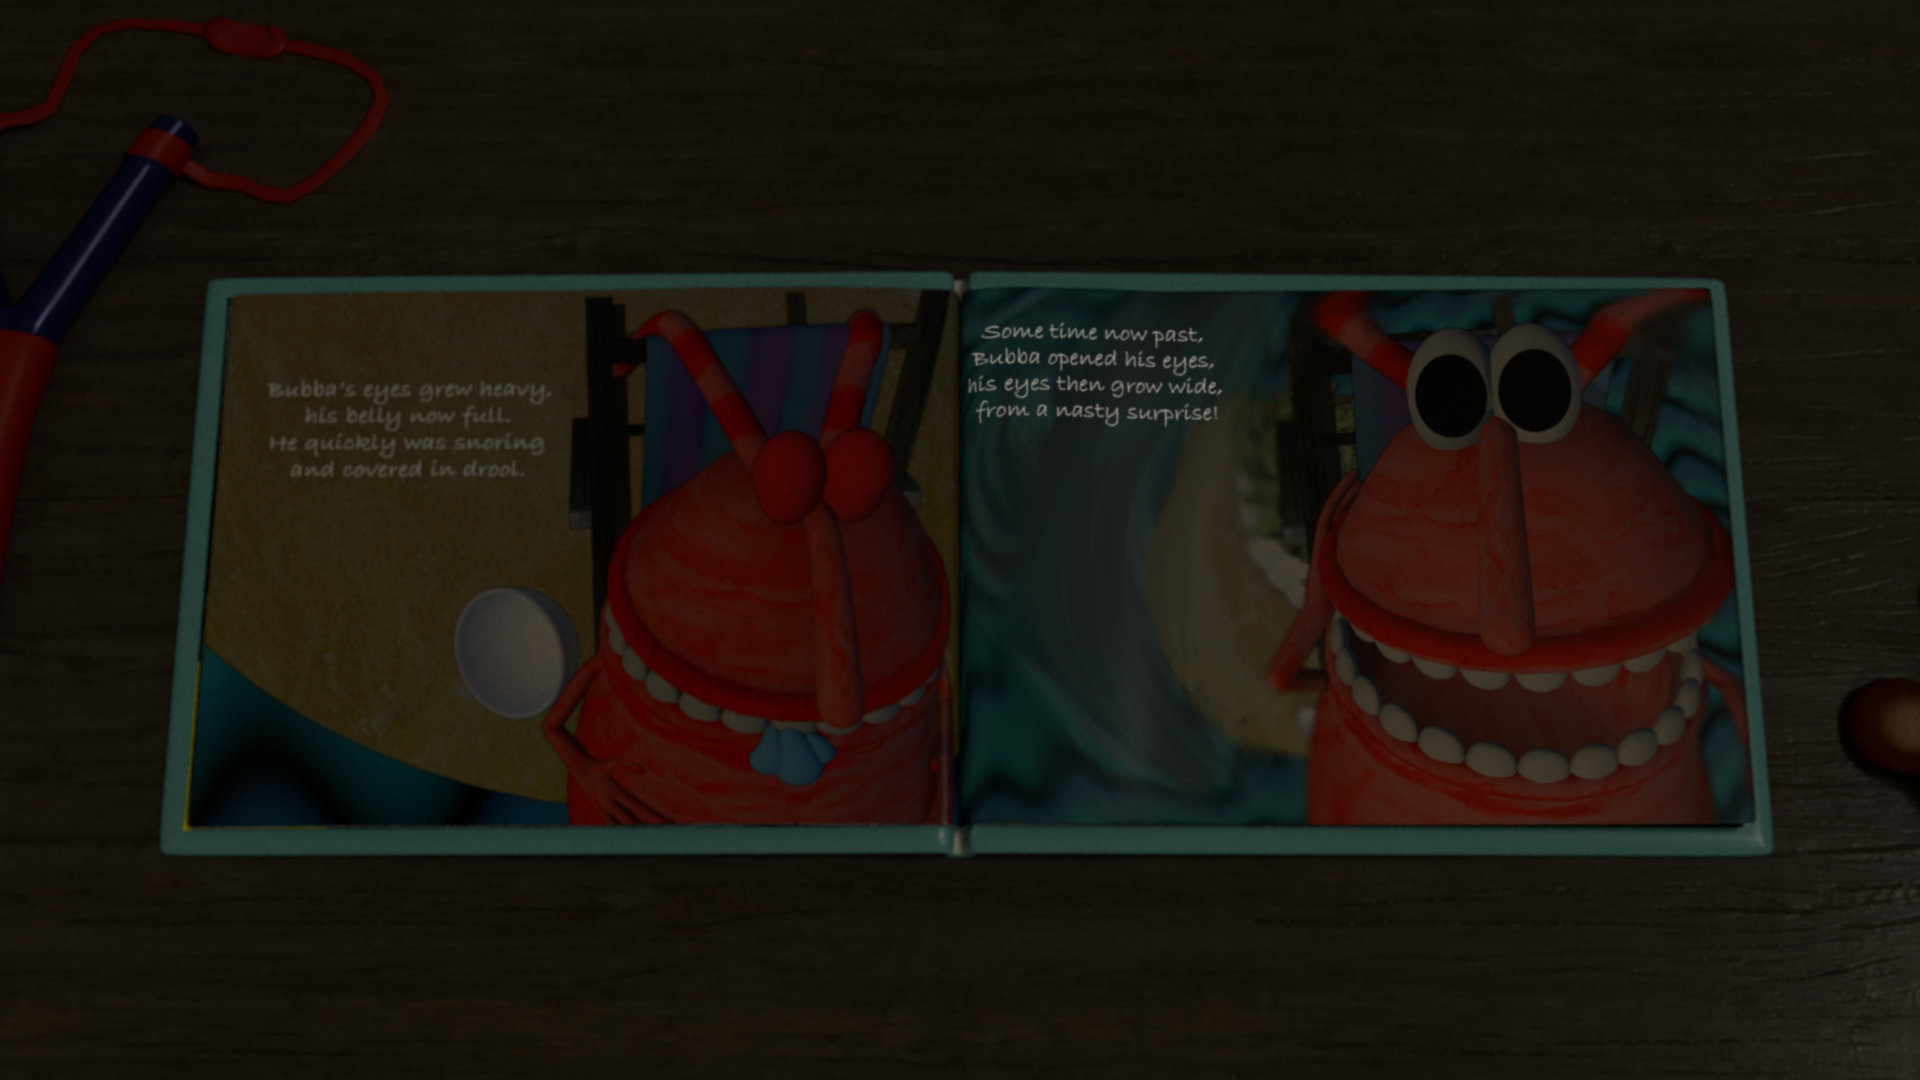 Bubba's eyes grew heavy,
his belly now full.
He quickly was snoring
and covered in drool.
Some time now past,
Bubba opened his eyes,
his eyes then grow wide,
from a nasty surprise!